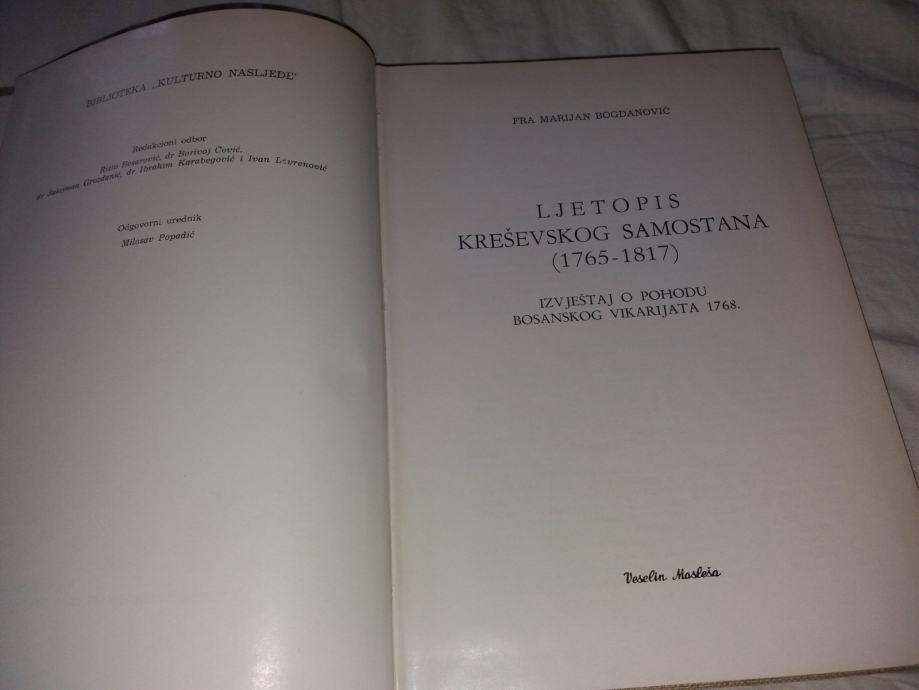 BIBLIOTEKA „KULTURNO NASLJEĐE“
Redakcioni odbor
Risto Besarović, dr Borivoj Čović,
dr Sulejman Grozdanić, dr Ibrahim Karabegović i Ivan Lovrenović
Odgovorni urednik
Milosav Popadić
FRA MARIJAN BOGDANOVIĆ
LJETOPIS
KREŠEVSKOG SAMOSTANA
(1765-1817)
IZVJEŠTAJ O POHODU
BOSANSKOG VIKARIJATA 1768.
Veselin Masleša